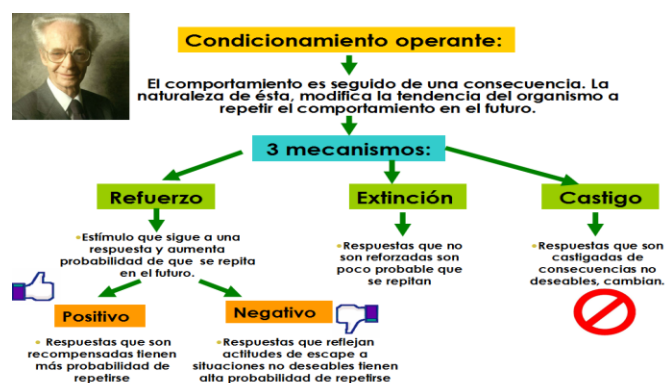 Condicionamiento operante:
El comportamiento es seguido de una consecuencia. La
naturaleza de ésta, modifica la tendencia del organismo a
repetir el comportamiento en el futuro.
3 mecanismos:
Refuerzo
Extinción
Castigo
•Estímulo que sigue a una
respuesta y aumenta
probabilidad de que se repita
en el futuro.
•Respuestas que no
son reforzadas son
poco probable que
se repitan
•Respuestas que son
castigadas de
consecuencias no
deseables, cambian.
Positivo
Negativo
• Respuestas que son
recompensadas tienen
más probabilidad de
repetirse
• Respuestas que reflejan
actitudes de escape a
situaciones no deseables tienen
alta probabilidad de repetirse